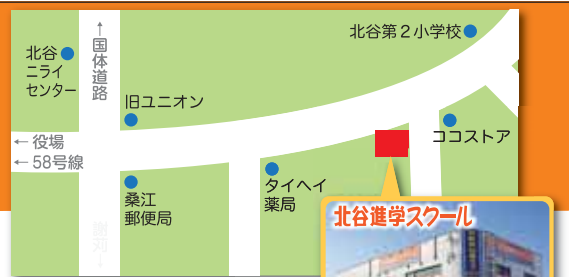 北谷第2小学校
↑国体道路
北谷
ニライ
センター
旧ユニオン
← 役場
← 58号線
ココストア
桑江
郵便局
タイヘイ
薬局
謝苅→
北谷進学スクール